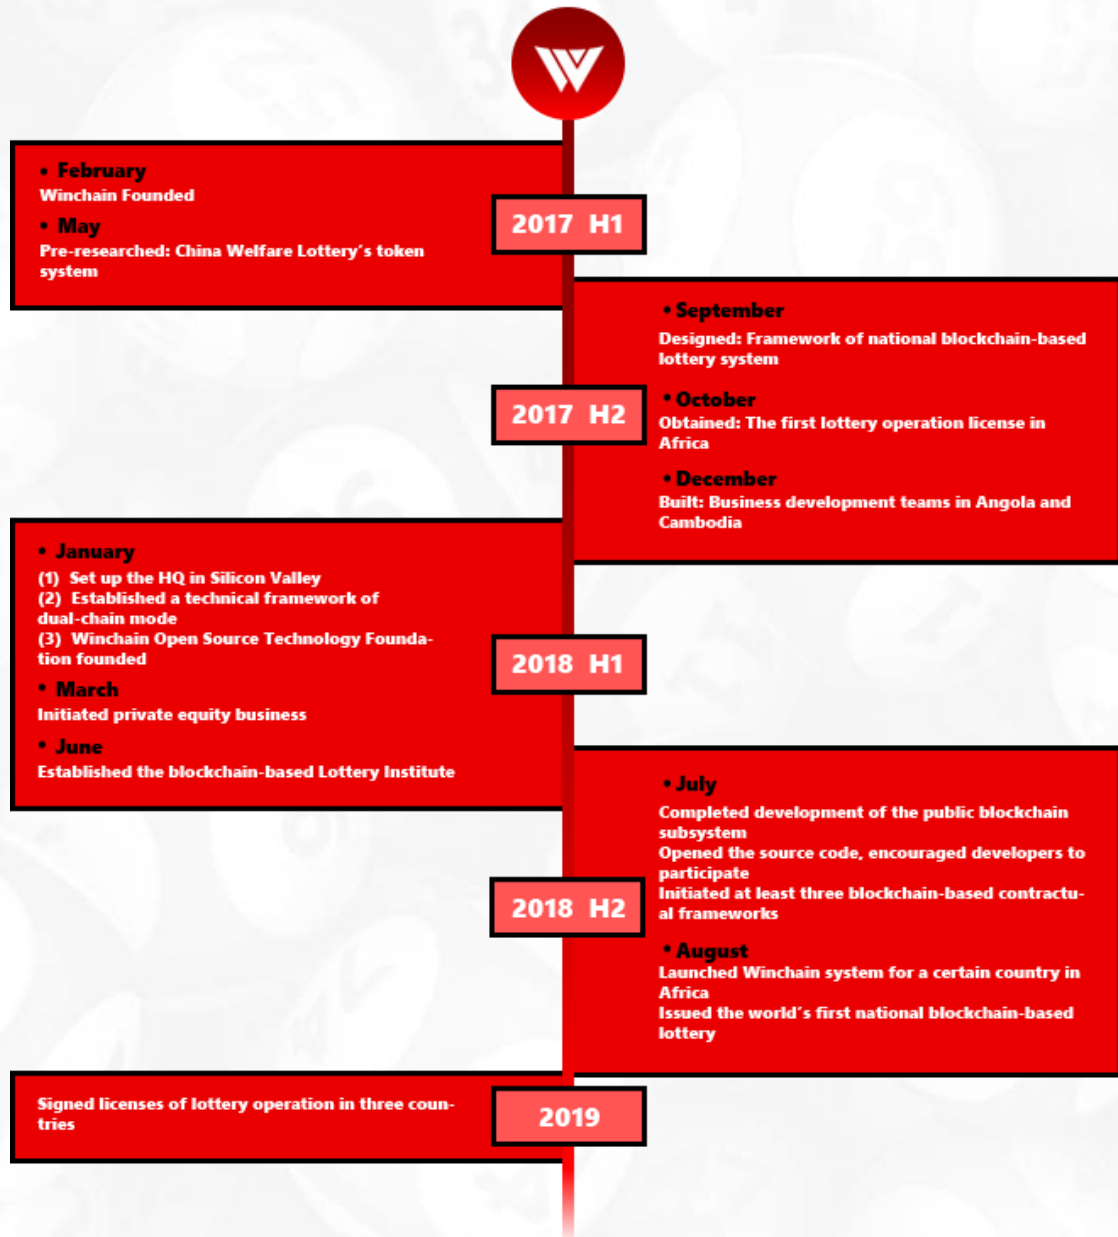 • February
Winchain Founded
• May
Pre-researched: China Welfare Lottery's token
system
2017 H1
• September
Designed: Framework of national blockchain-based
lottery system
• October
Obtained: The first lottery operation license in
Africa
• December
Built: Business development teams in Angola and
Cambodia
2017 H2
• January
(1) Set up the HQ in Silicon Valley
(2) Established a technical framework of
dual-chain mode
(3) Winchain Open Source Technology Founda-
tion founded
• March
Initiated private equity business
• June
Established the blockchain-based Lottery Institute
2018 H1
• July
Completed development of the public blockchain
subsystem
Opened the source code, encouraged developers to
participate
Initiated at least three blockchain-based contractu-
al frameworks
• August
Launched Winchain system for a certain country in
Africa
Issued the world's first national blockchain-based
lottery
2018 H2
Signed licenses of lottery operation in three coun-
tries
2019